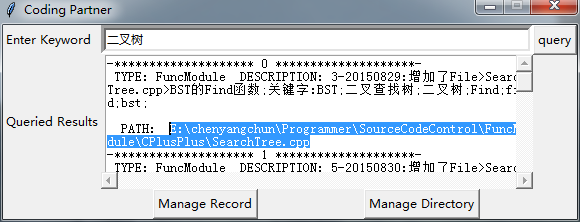 Coding Partner
Enter Keyword 二叉树 query
-******************** 0 ********************-
TYPE: FuncModule DESCRIPTION: 3-20150829:增加了File>Sear
Tree.cpp>BST的Find函数;关键字:BST;二叉查找树;二叉树;Find;f
d;bst;
Queried Results
PATH: E:\chenyangchun\Programmer\SourceCodeControl\Func
dule\CPlusPlus\SearchTree.cpp
-******************** 1 ********************-
TYPE: FuncModule DESCRIPTION: 5-20150830:增加了File>Sear
Manage Record Manage Directory